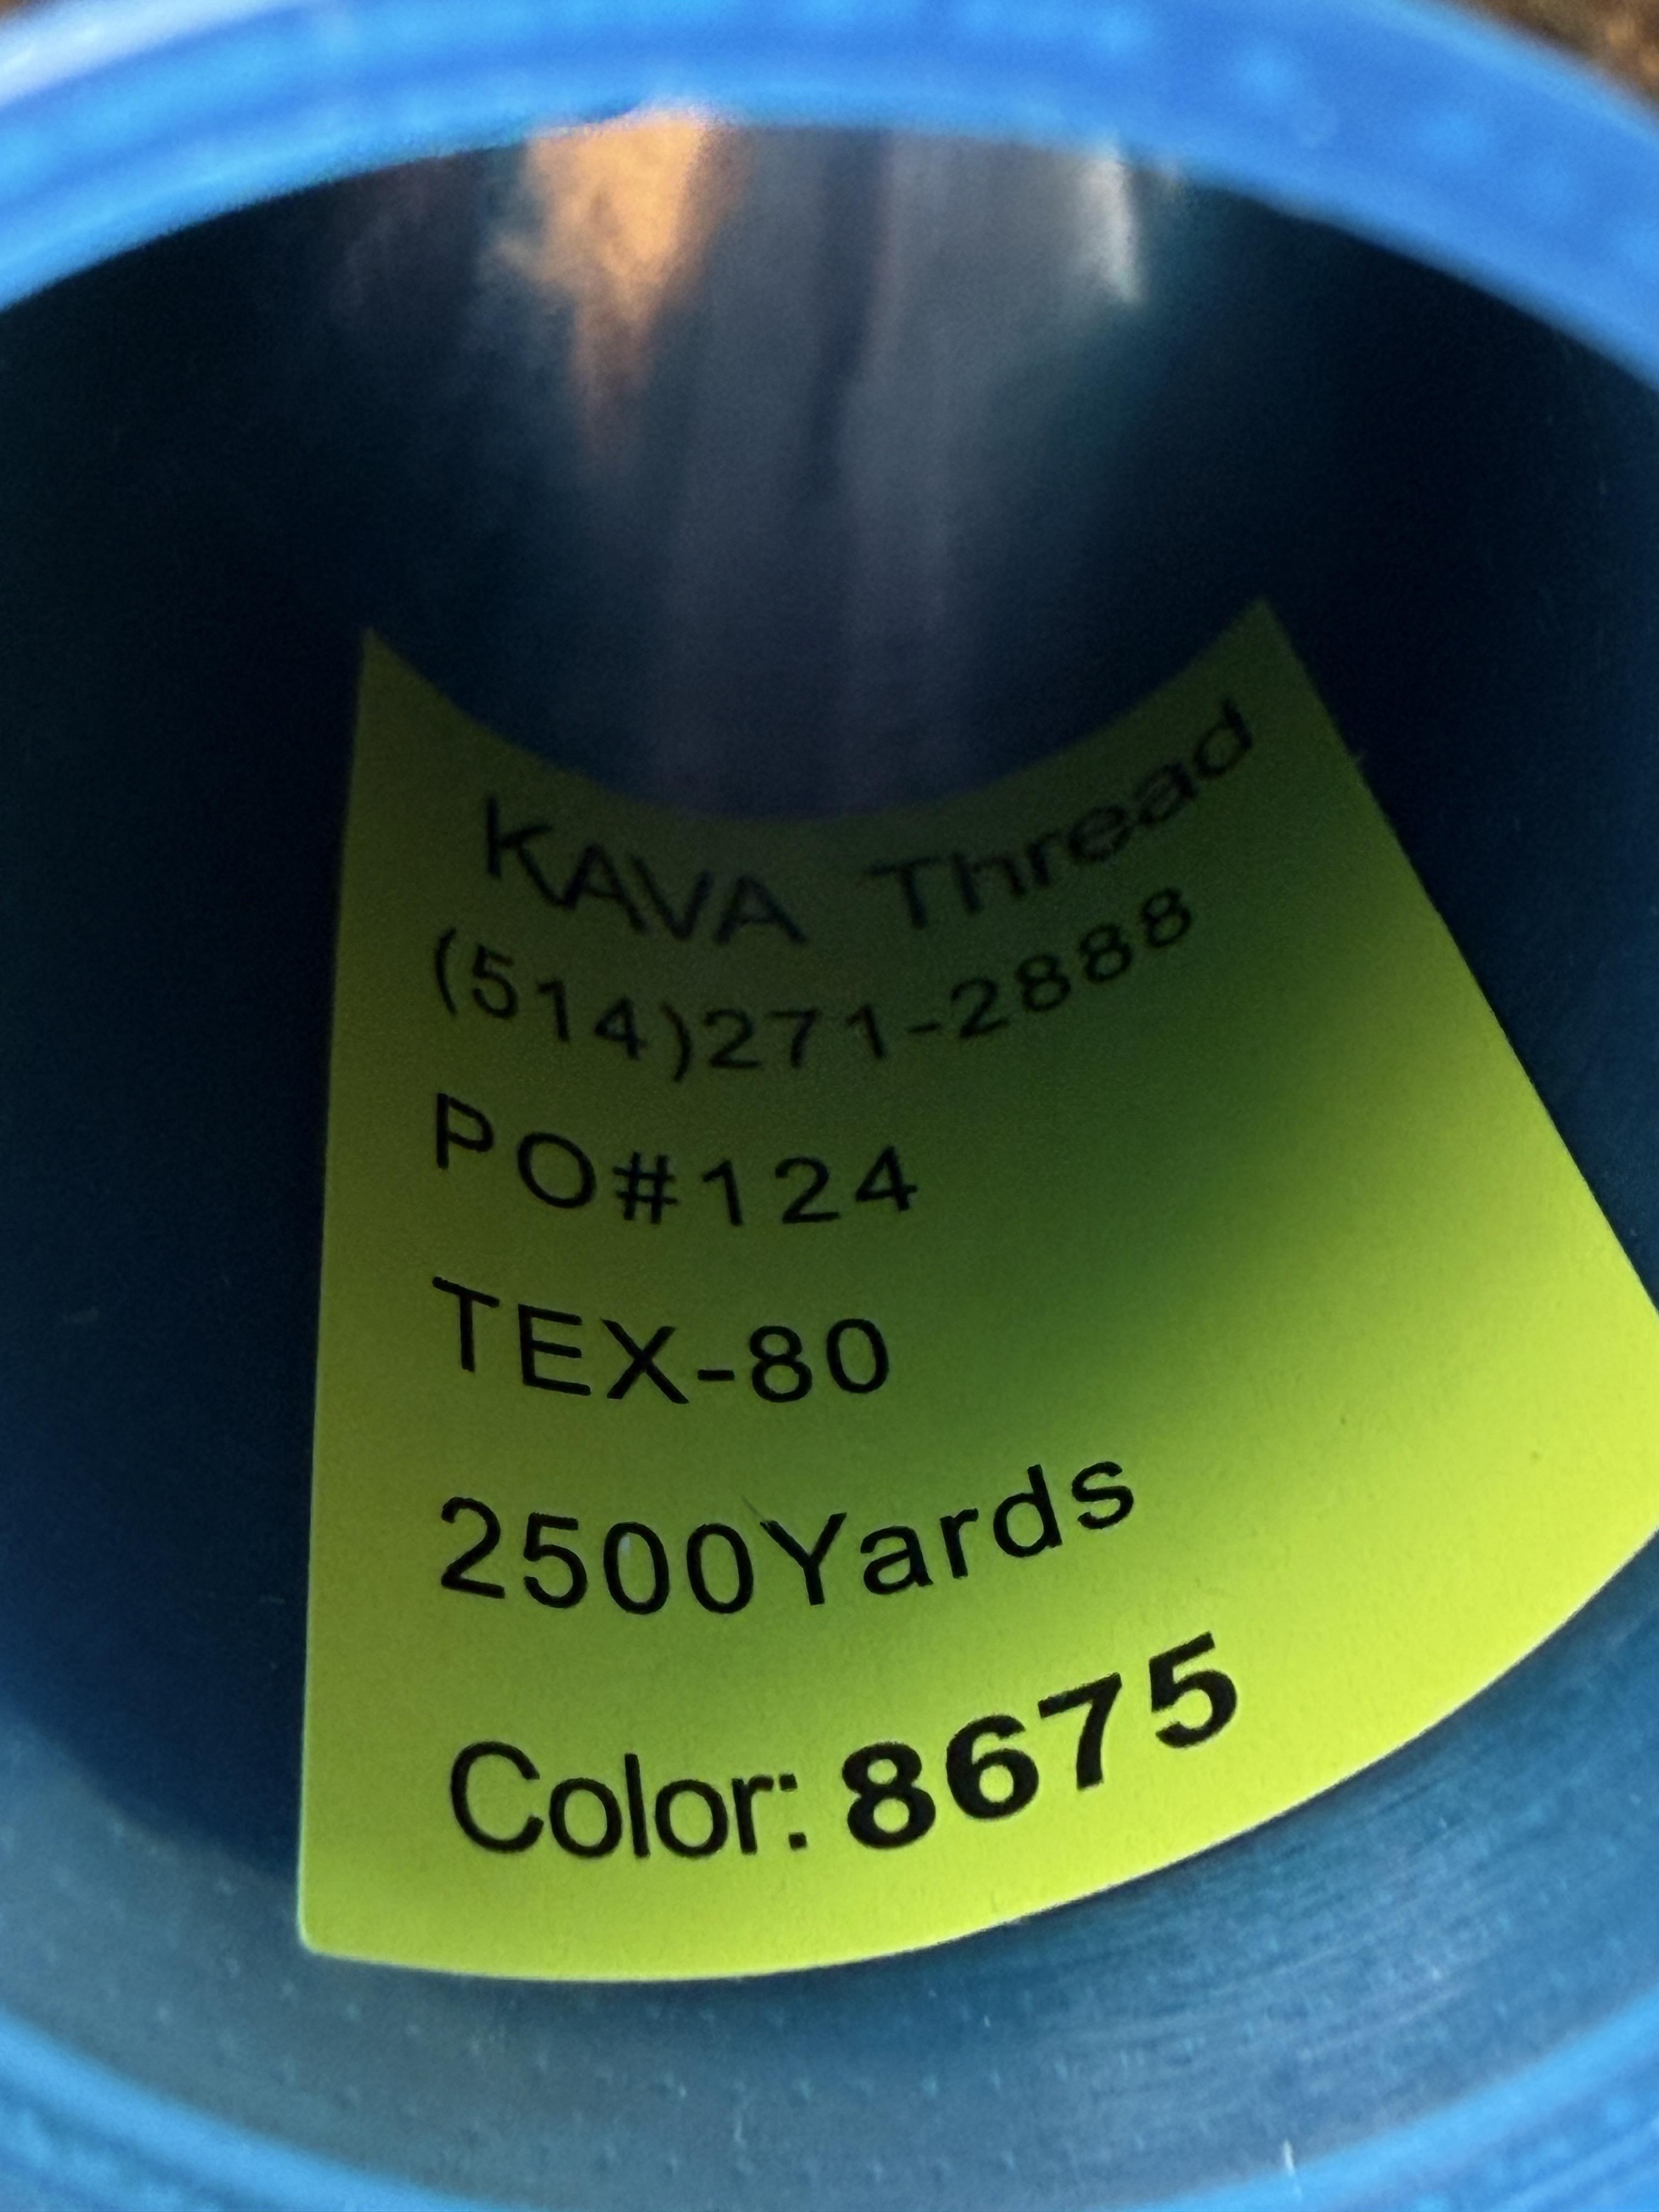 KAVA Thread
(514)271-2888
PO#124
TEX-80
2500Yards
Color: 8675